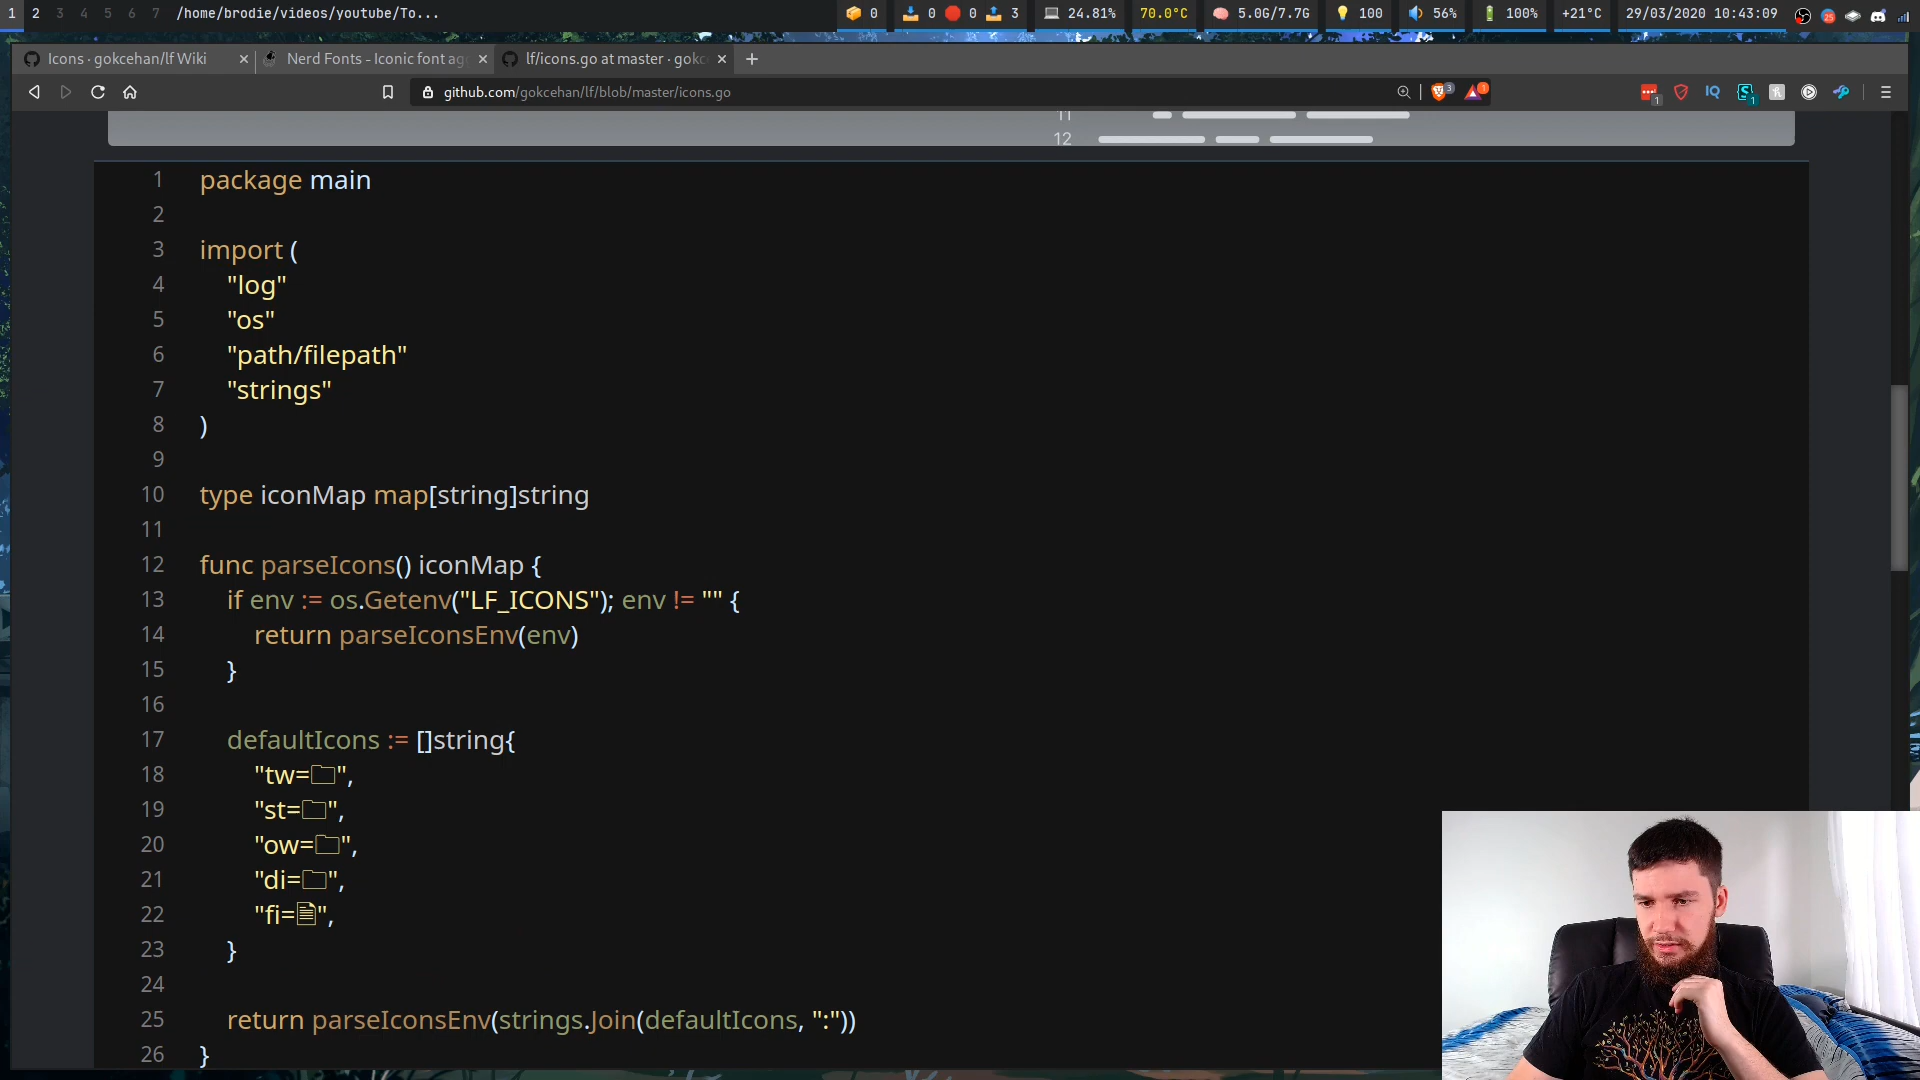 1 2 3 4 5 6 7 /home/brodie/videos/youtube/To... 0 0 0 3 24.81% 70.0°C 5.0G/7.7G 100 56% 100% +21°C 29/03/2020 10:43:09
Icons · gokcehan/lf Wiki Nerd Fonts - Iconic font ag lf/icons.go at master · gokc
github.com/gokcehan/lf/blob/master/icons.go
11
12
1 package main
2
3 import (
4 "log"
5 "os"
6 "path/filepath"
7 "strings"
8 )
9
10 type iconMap map[string]string
11
12 func parseIcons() iconMap {
13 if env := os.Getenv("LF_ICONS"); env != "" {
14 return parseIconsEnv(env)
15 }
16
17 defaultIcons := []string{
18 "tw=🗀",
19 "st=🗀",
20 "ow=🗀",
21 "di=🗀",
22 "fi=🗎",
23 }
24
25 return parseIconsEnv(strings.Join(defaultIcons, ":"))
26 }